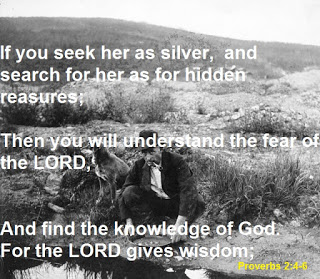 If you seek her as silver, and
search for her as for hidden
reasures;
Then you will understand the fear of
the LORD,
And find the knowledge of God.
For the LORD gives wisdom;
Proverbs 2:4-6